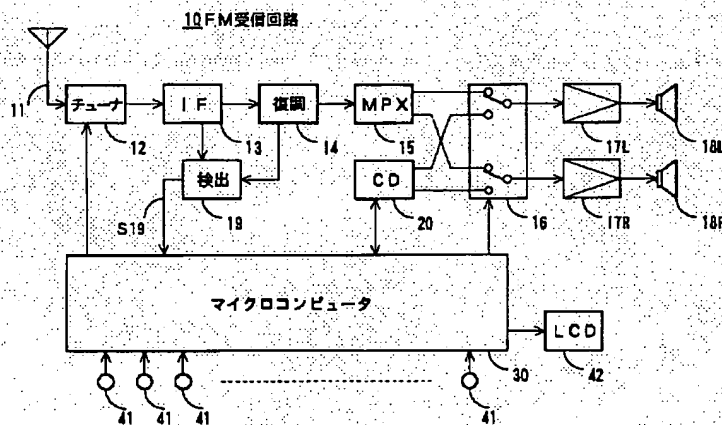 10 FM受信回路
11
チューナ
12
IF
13
復調
14
MPX
15
16
17L
18L
検出
19
S19
CD
20
17R
18R
マイクロコンピュータ
30
LCD
42
41
41
41
41